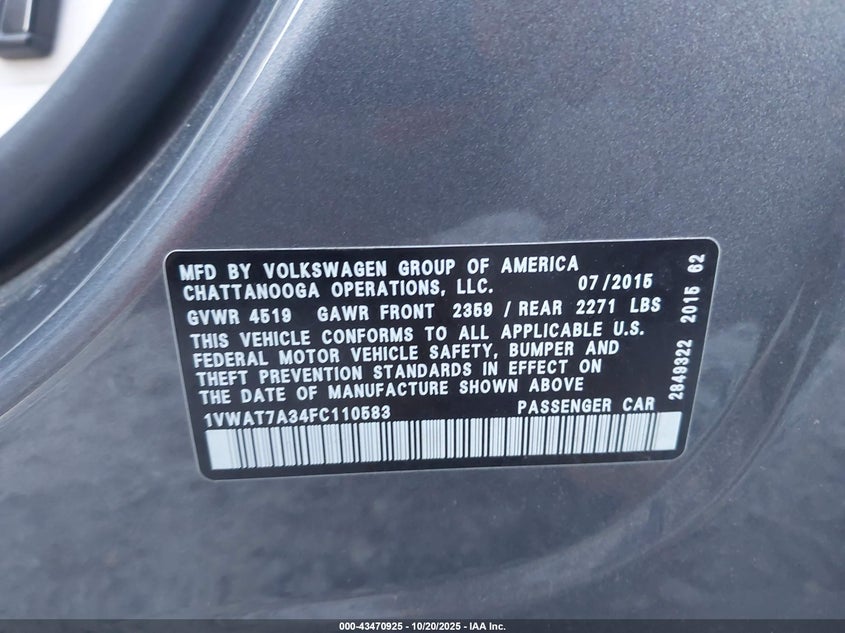 MFD BY VOLKSWAGEN GROUP OF AMERICA
CHATTANOOGA OPERATIONS, LLC. 07/2015
GVWR 4519 GAWR FRONT 2359 / REAR 2271 LBS
THIS VEHICLE CONFORMS TO ALL APPLICABLE U.S.
FEDERAL MOTOR VEHICLE SAFETY, BUMPER AND
THEFT PREVENTION STANDARDS IN EFFECT ON
THE DATE OF MANUFACTURE SHOWN ABOVE
1VWAT7A34FC110583 PASSENGER CAR
2849322 2015 62
000-43470925 - 10/20/2025 - IAA Inc.